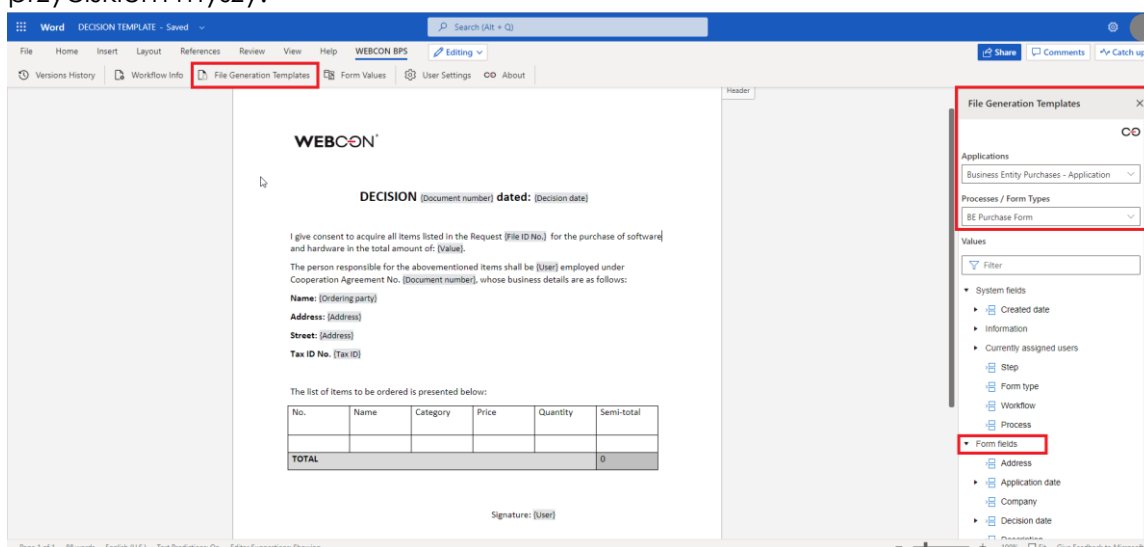 przyciskiem myszy.
Word DECISION TEMPLATE - Saved
Search (Alt + Q)
File Home Insert Layout References Review View Help WEBCON BPS Editing Share Comments Catch up
Versions History Workflow Info File Generation Templates Form Values User Settings About
Header
File Generation Templates
WEBCON
Applications
Business Entity Purchases - Application
DECISION {Document number} dated: {Decision date}
Processes / Form Types
BE Purchase Form
I give consent to acquire all items listed in the Request {File ID No.} for the purchase of software
and hardware in the total amount of: {Value}.
Values
Filter
The person responsible for the abovementioned items shall be {User} employed under
Cooperation Agreement No. {Document number}, whose business details are as follows:
Name: {Ordering party}
Address: {Address}
Street: {Address}
Tax ID No. {Tax ID}
System fields
Created date
Information
Currently assigned users
Step
Form type
Workflow
Process
Form fields
Address
Application date
Company
Decision date
The list of items to be ordered is presented below:
No. Name Category Price Quantity Semi-total
TOTAL 0
Signature: {User}